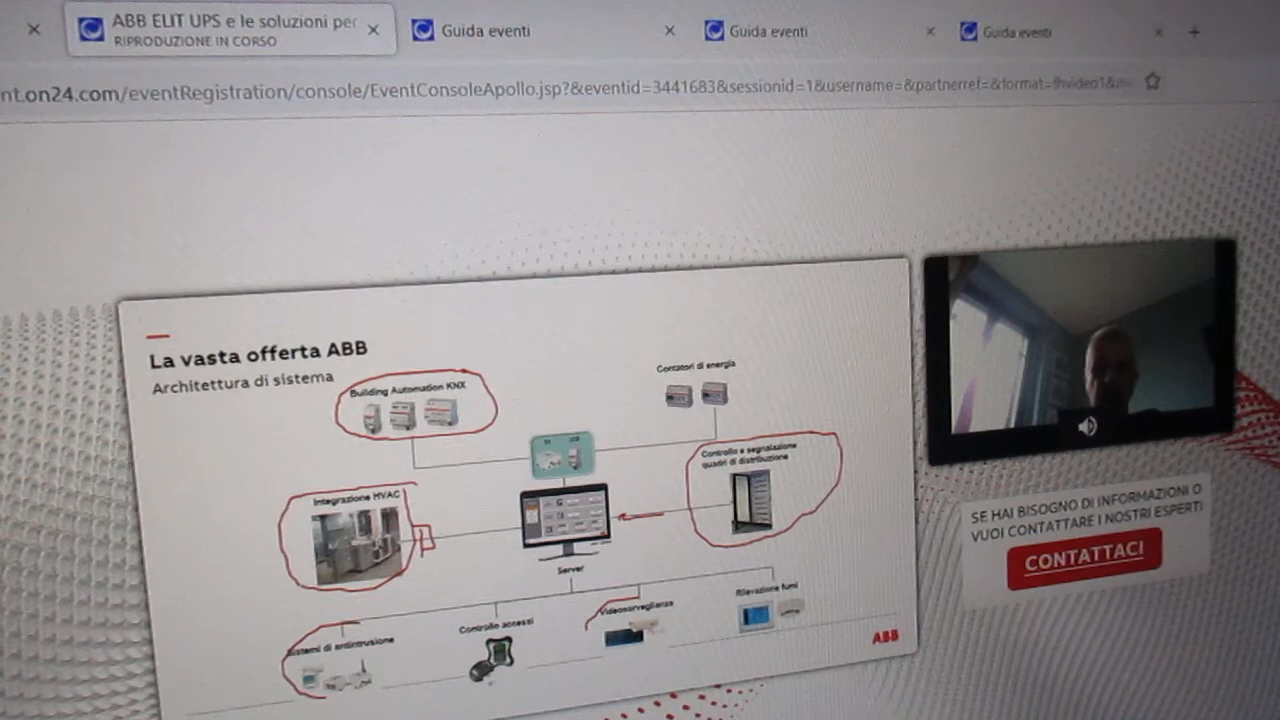 ABB ELIT UPS e le soluzioni per
RIPRODUZIONE IN CORSO
Guida eventi
Guida eventi
Guida eventi
nt.on24.com/eventRegistration/console/EventConsoleApollo.jsp?&eventid=3441683&sessionid=1&username=&partnerref=&format=fhvideo1&
La vasta offerta ABB
Architettura di sistema
Building Automation KNX
Contatori di energia
Controllo e segnalazione
quadri di distribuzione
Integrazione HVAC
Server
Sistemi di antintrusione
Controllo accessi
Videosorveglianza
Rilevazione fumi
ABB
SE HAI BISOGNO DI INFORMAZIONI O
VUOI CONTATTARE I NOSTRI ESPERTI
CONTATTACI